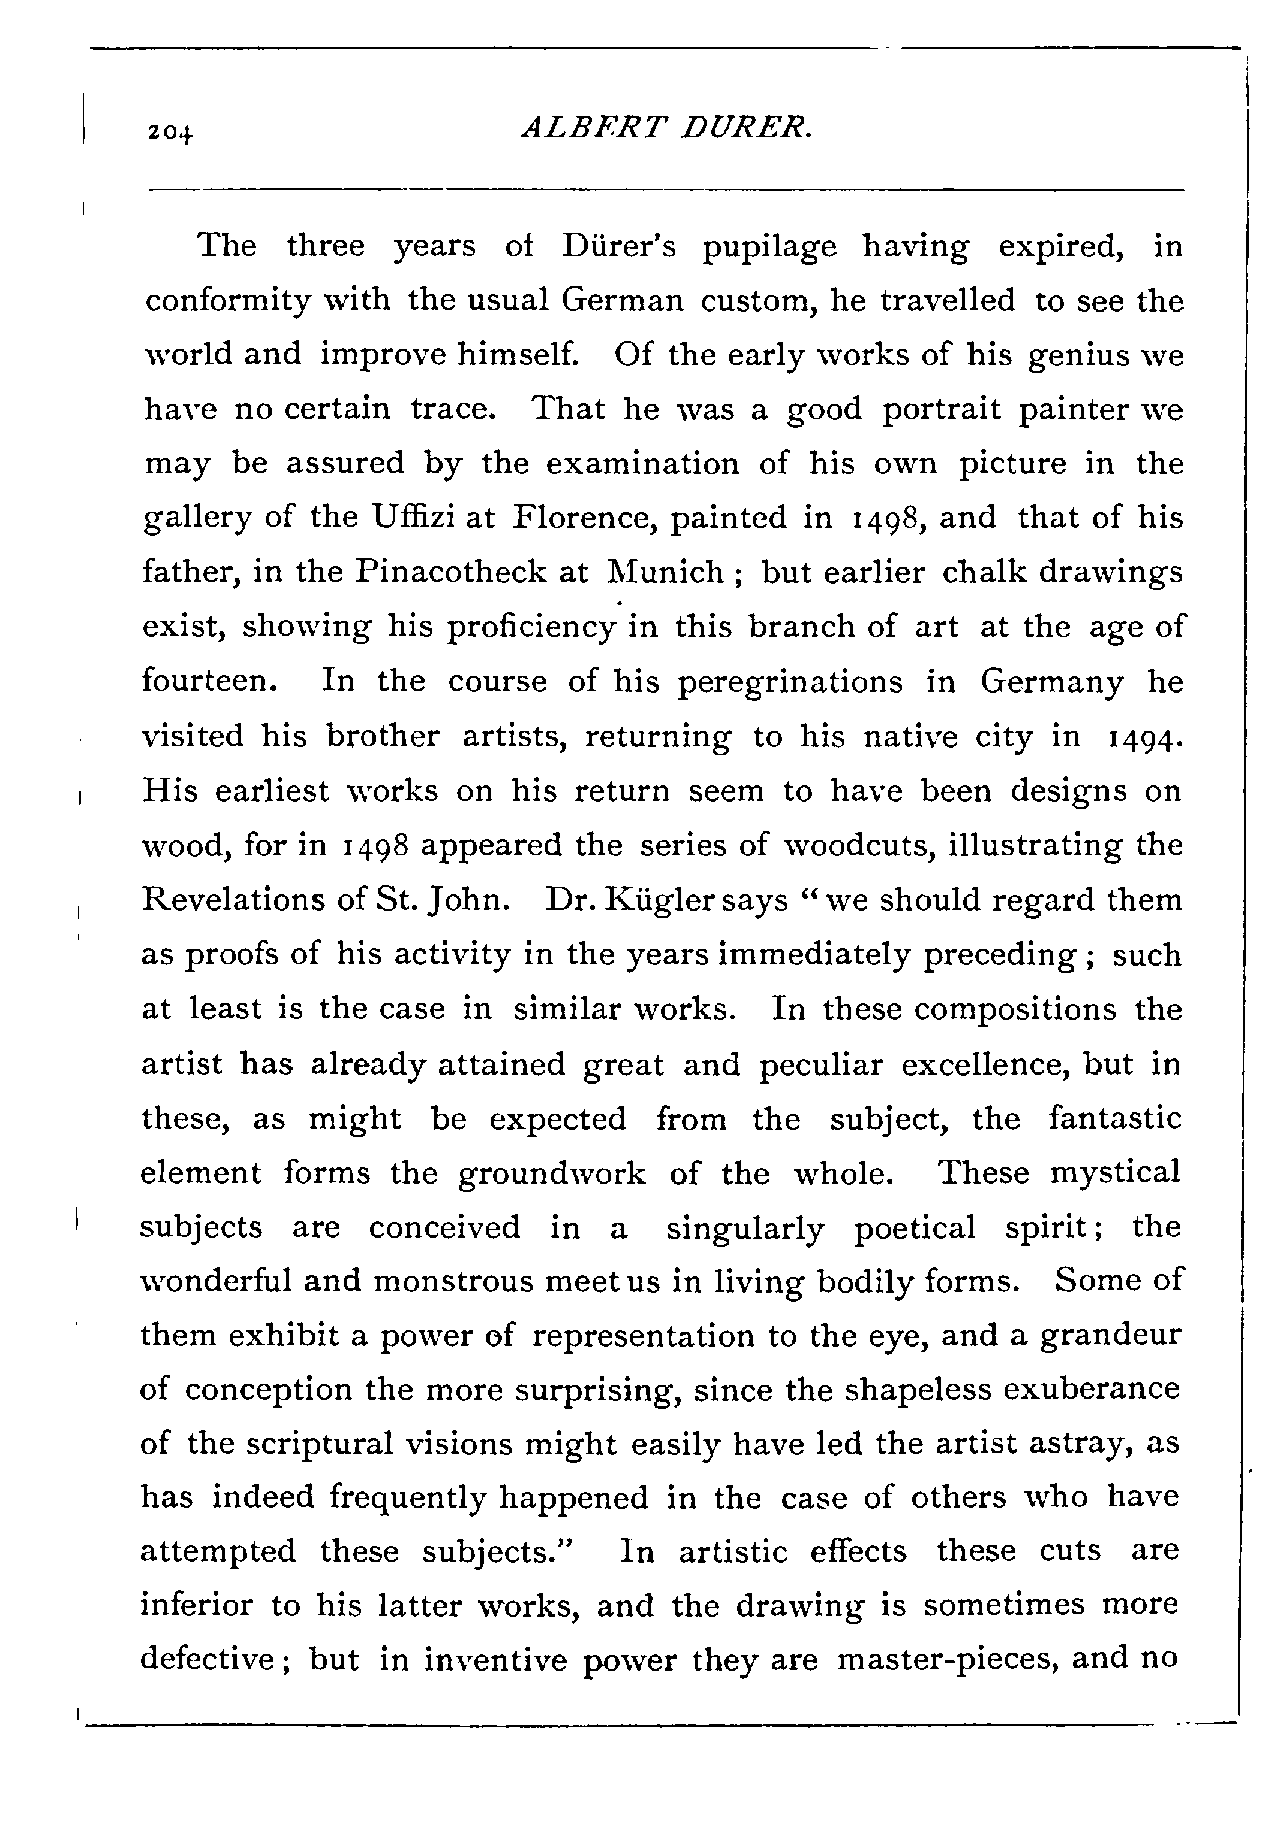 204 ALBERT DURER.
The three years of Dürer's pupilage having expired, in
conformity with the usual German custom, he travelled to see the
world and improve himself. Of the early works of his genius we
have no certain trace. That he was a good portrait painter we
may be assured by the examination of his own picture in the
gallery of the Uffizi at Florence, painted in 1498, and that of his
father, in the Pinacotheck at Munich ; but earlier chalk drawings
exist, showing his proficiency in this branch of art at the age of
fourteen. In the course of his peregrinations in Germany he
visited his brother artists, returning to his native city in 1494.
His earliest works on his return seem to have been designs on
wood, for in 1498 appeared the series of woodcuts, illustrating the
Revelations of St. John. Dr. Kügler says “ we should regard them
as proofs of his activity in the years immediately preceding ; such
at least is the case in similar works. In these compositions the
artist has already attained great and peculiar excellence, but in
these, as might be expected from the subject, the fantastic
element forms the groundwork of the whole. These mystical
subjects are conceived in a singularly poetical spirit ; the
wonderful and monstrous meet us in living bodily forms. Some of
them exhibit a power of representation to the eye, and a grandeur
of conception the more surprising, since the shapeless exuberance
of the scriptural visions might easily have led the artist astray, as
has indeed frequently happened in the case of others who have
attempted these subjects.” In artistic effects these cuts are
inferior to his latter works, and the drawing is sometimes more
defective ; but in inventive power they are master-pieces, and no